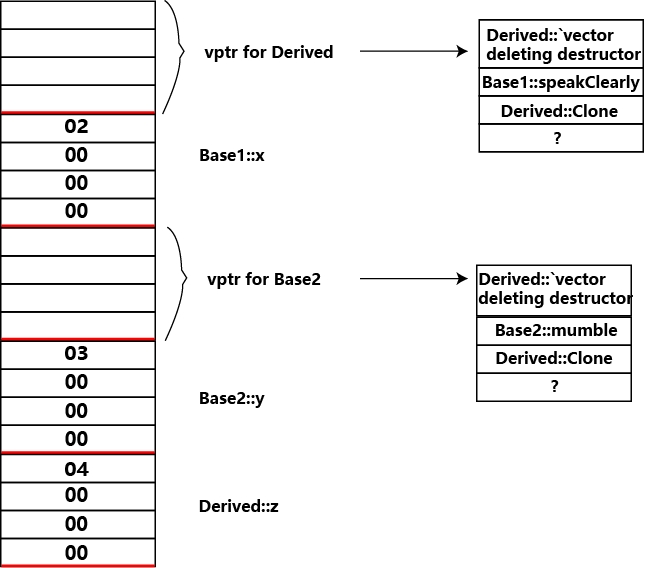 vptr for Derived
Derived::`vector
deleting destructor
Base1::speakClearly
Derived::Clone
?
02
00
00
00
Base1::x
vptr for Base2
Derived::`vector
deleting destructor
Base2::mumble
Derived::Clone
?
03
00
00
00
Base2::y
04
00
00
00
Derived::z